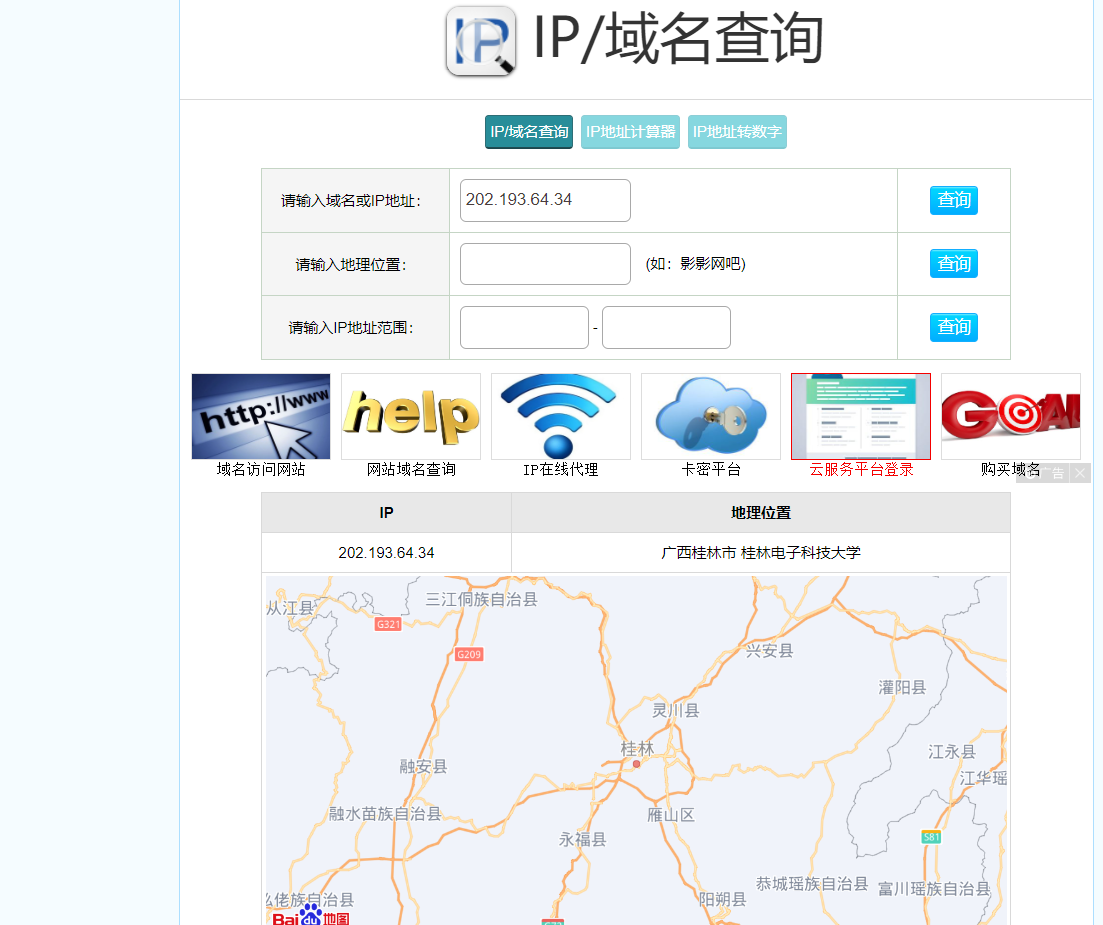 IP/域名查询
IP/域名查询 IP地址计算器 IP地址转数字
请输入域名或IP地址: 202.193.64.34 查询
请输入地理位置: (如：影影网吧) 查询
请输入IP地址范围: - 查询
http://www help GOAL
域名访问网站 网站域名查询 IP在线代理 卡密平台 云服务平台登录 购买域名
广告
IP 地理位置
202.193.64.34 广西桂林市 桂林电子科技大学
三江侗族自治县
从江县
G321
G209
兴安县
灌阳县
灵川县
桂林
江永县
融安县
江华瑶
融水苗族自治县
雁山区
S81
永福县
恭城瑶族自治县
富川瑶族自治县
阳朔县
佬族自治县
Baidu地图